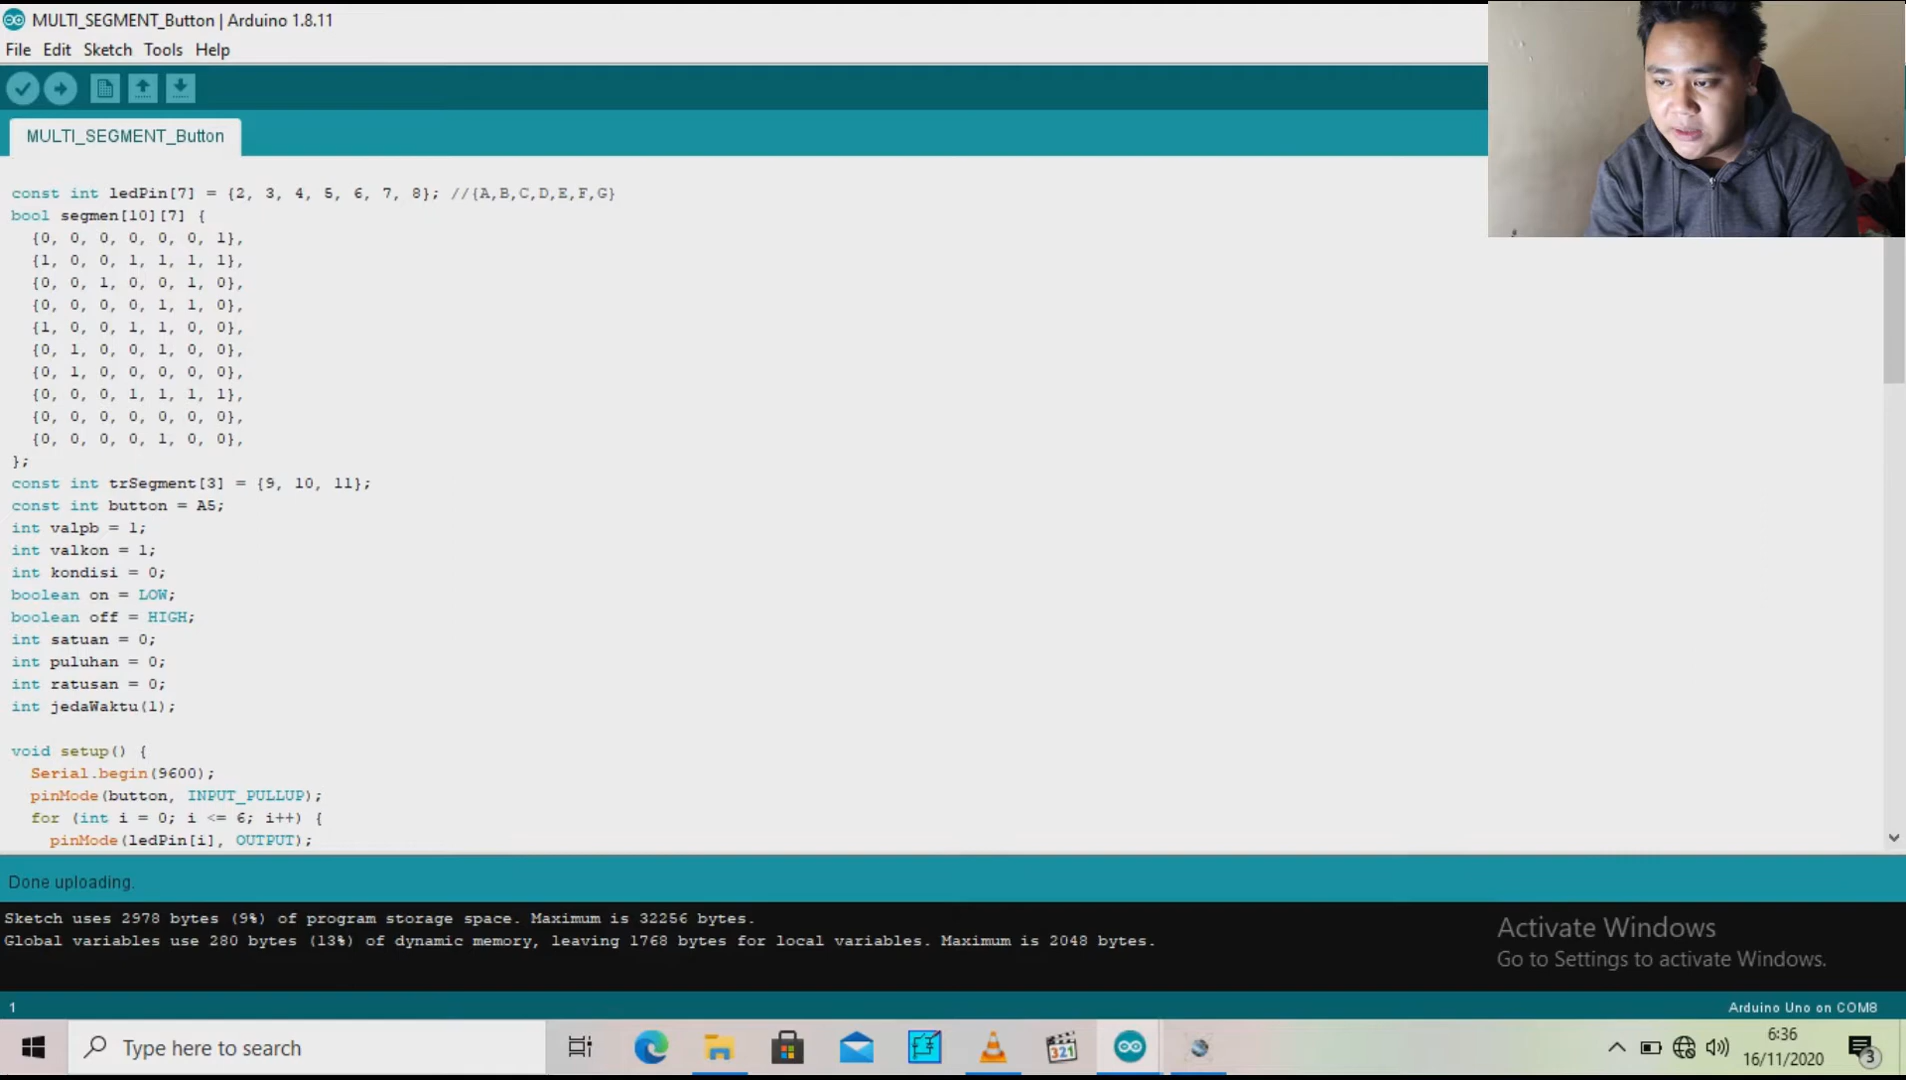 MULTI_SEGMENT_Button | Arduino 1.8.11
File Edit Sketch Tools Help
MULTI_SEGMENT_Button
const int ledPin[7] = {2, 3, 4, 5, 6, 7, 8}; //{A,B,C,D,E,F,G}
bool segmen[10][7] {
{0, 0, 0, 0, 0, 0, 1},
{1, 0, 0, 1, 1, 1, 1},
{0, 0, 1, 0, 0, 1, 0},
{0, 0, 0, 0, 1, 1, 0},
{1, 0, 0, 1, 1, 0, 0},
{0, 1, 0, 0, 1, 0, 0},
{0, 1, 0, 0, 0, 0, 0},
{0, 0, 0, 1, 1, 1, 1},
{0, 0, 0, 0, 0, 0, 0},
{0, 0, 0, 0, 1, 0, 0},
};
const int trSegment[3] = {9, 10, 11};
const int button = A5;
int valpb = 1;
int valkon = 1;
int kondisi = 0;
boolean on = LOW;
boolean off = HIGH;
int satuan = 0;
int puluhan = 0;
int ratusan = 0;
int jedaWaktu(1);
void setup() {
Serial.begin(9600);
pinMode(button, INPUT_PULLUP);
for (int i = 0; i <= 6; i++) {
pinMode(ledPin[i], OUTPUT);
Done uploading.
Sketch uses 2978 bytes (9%) of program storage space. Maximum is 32256 bytes.
Global variables use 280 bytes (13%) of dynamic memory, leaving 1768 bytes for local variables. Maximum is 2048 bytes.
Activate Windows
Go to Settings to activate Windows.
1
Arduino Uno on COM8
Type here to search
321
6:36
16/11/2020
3